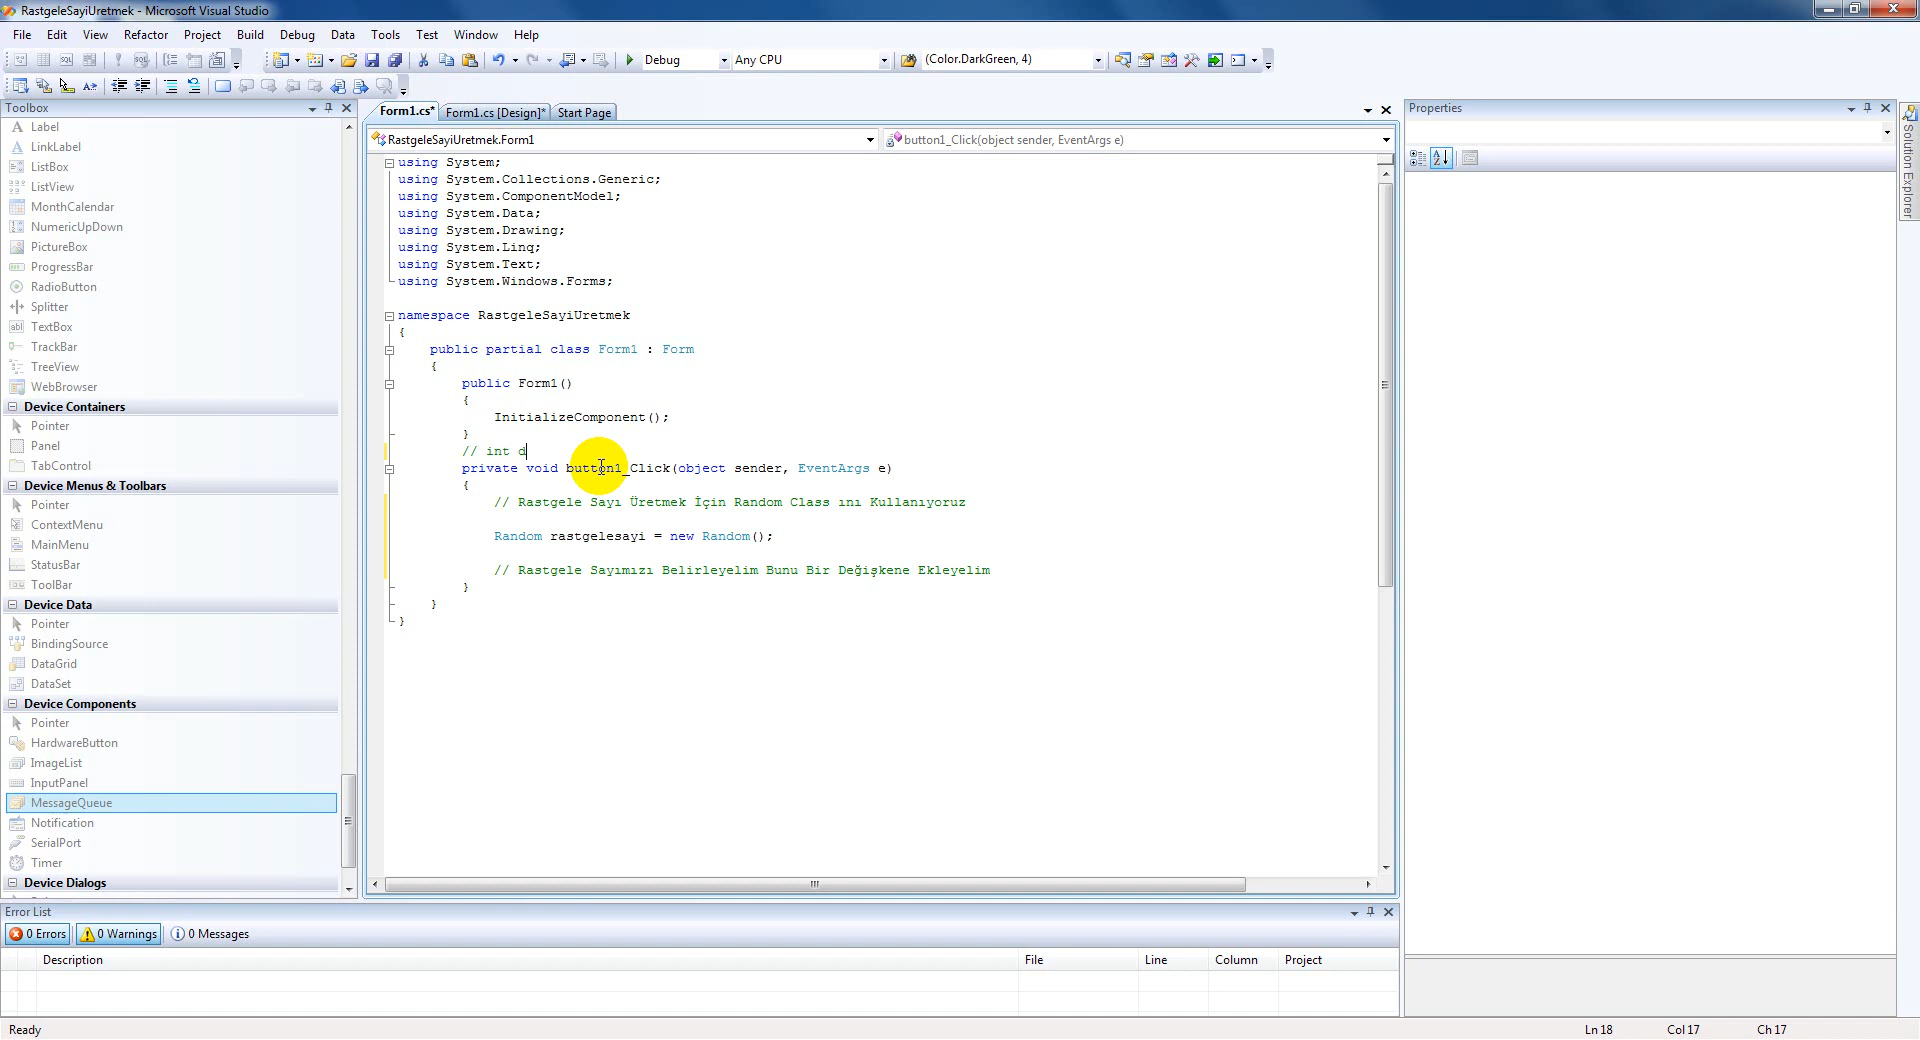 RastgeleSayiUretmek - Microsoft Visual Studio
File Edit View Refactor Project Build Debug Data Tools Test Window Help
Debug Any CPU (Color.DarkGreen, 4)
Toolbox
Label
LinkLabel
ListBox
ListView
MonthCalendar
NumericUpDown
PictureBox
ProgressBar
RadioButton
Splitter
TextBox
TrackBar
TreeView
WebBrowser
Device Containers
Pointer
Panel
TabControl
Device Menus & Toolbars
Pointer
ContextMenu
MainMenu
StatusBar
ToolBar
Device Data
Pointer
BindingSource
DataGrid
DataSet
Device Components
Pointer
HardwareButton
ImageList
InputPanel
MessageQueue
Notification
SerialPort
Timer
Device Dialogs
Form1.cs* Form1.cs [Design]* Start Page
RastgeleSayiUretmek.Form1 button1_Click(object sender, EventArgs e)
using System;
using System.Collections.Generic;
using System.ComponentModel;
using System.Data;
using System.Drawing;
using System.Linq;
using System.Text;
using System.Windows.Forms;
namespace RastgeleSayiUretmek
{
public partial class Form1 : Form
{
public Form1()
{
InitializeComponent();
}
// int d
private void button1_Click(object sender, EventArgs e)
{
// Rastgele Sayı Üretmek İçin Random Class ını Kullanıyoruz
Random rastgelesayi = new Random();
// Rastgele Sayımızı Belirleyelim Bunu Bir Değişkene Ekleyelim
}
}
}
Properties
Solution Explorer
Error List
0 Errors 0 Warnings 0 Messages
Description File Line Column Project
Ready Ln 18 Col 17 Ch 17